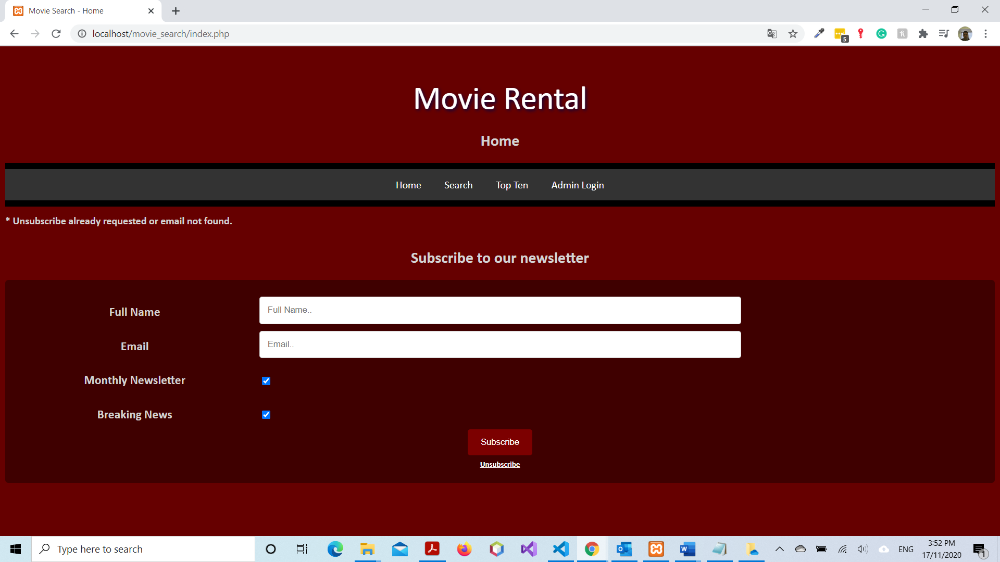 Movie Search - Home
localhost/movie_search/index.php
5
Movie Rental
Home
Home Search Top Ten Admin Login
* Unsubscribe already requested or email not found.
Subscribe to our newsletter
Full Name Full Name..
Email Email..
Monthly Newsletter
Breaking News
Subscribe
Unsubscribe
Type here to search
ENG
3:52 PM
17/11/2020
1